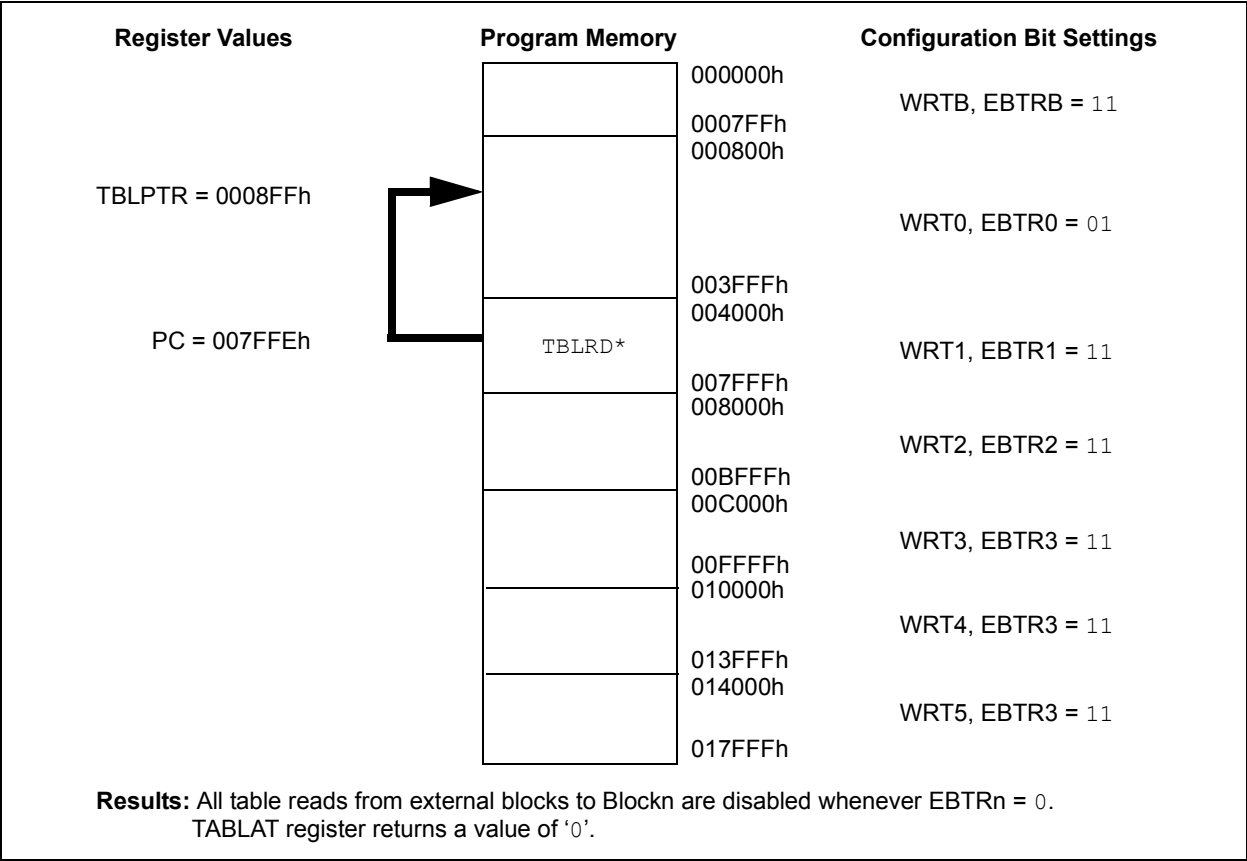 Register Values
Program Memory
Configuration Bit Settings
000000h
WRTB, EBTRB = 11
0007FFh
000800h
TBLPTR = 0008FFh
WRT0, EBTR0 = 01
003FFFh
004000h
PC = 007FFEh
TBLRD*
WRT1, EBTR1 = 11
007FFFh
008000h
WRT2, EBTR2 = 11
00BFFFh
00C000h
WRT3, EBTR3 = 11
00FFFFh
010000h
WRT4, EBTR3 = 11
013FFFh
014000h
WRT5, EBTR3 = 11
017FFFh
Results: All table reads from external blocks to Blockn are disabled whenever EBTRn = 0.
TABLAT register returns a value of ‘0’.